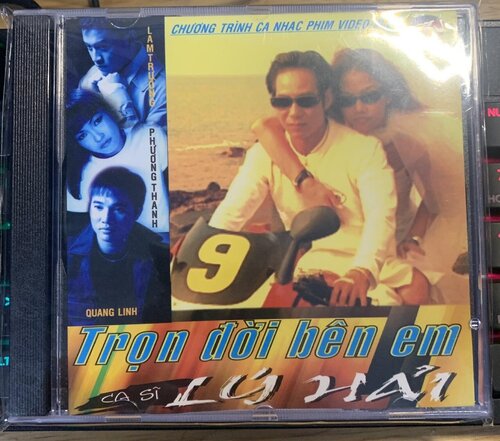 CHƯƠNG TRÌNH CA NHẠC PHIM VIDEO
LAM TRƯỜNG
PHƯƠNG THANH
QUANG LINH
9
Trọn đời bên em
CA SĨ LÝ HẢI
NU